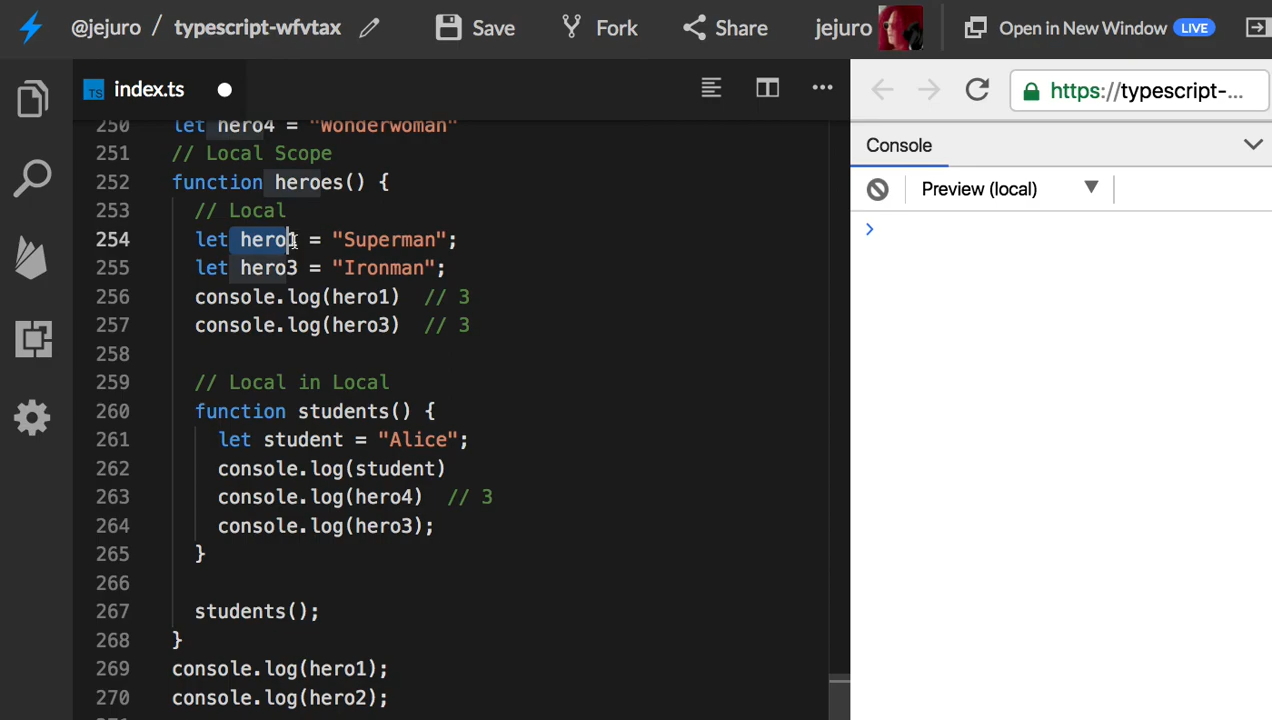 @jejuro / typescript-wfvtax Save Fork Share jejuro Open in New Window LIVE
TS index.ts
https://typescript-...
Console
Preview (local)
250 let hero4 = "Wonderwoman"
251 // Local Scope
252 function heroes() {
253 // Local
254 let hero1 = "Superman";
255 let hero3 = "Ironman";
256 console.log(hero1) // 3
257 console.log(hero3) // 3
258
259 // Local in Local
260 function students() {
261 let student = "Alice";
262 console.log(student)
263 console.log(hero4) // 3
264 console.log(hero3);
265 }
266
267 students();
268 }
269 console.log(hero1);
270 console.log(hero2);